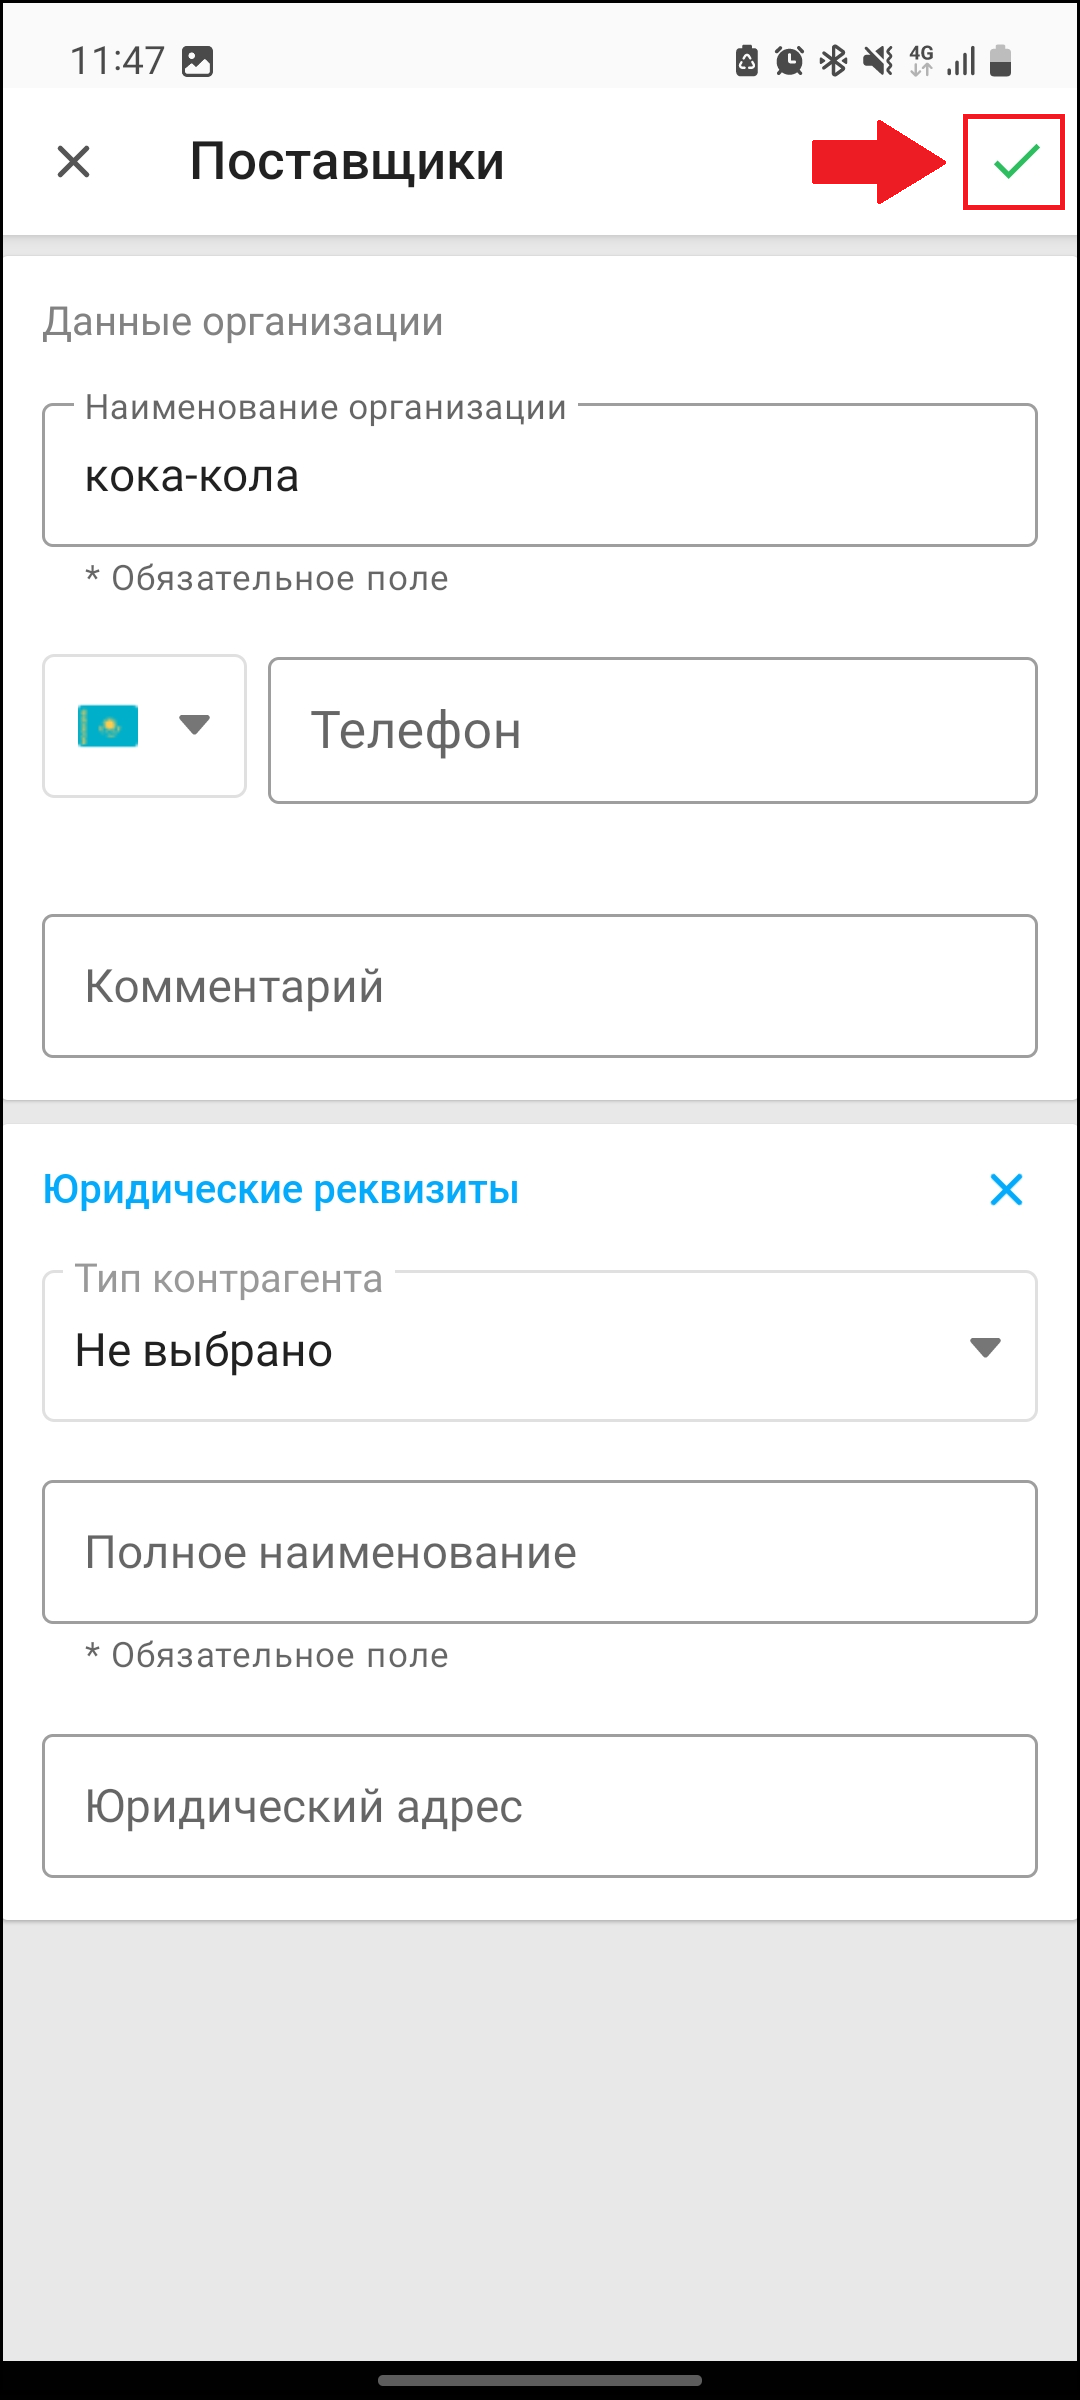 11:47
4G
Поставщики
Данные организации
Наименование организации
кока-кола
* Обязательное поле
Телефон
Комментарий
Юридические реквизиты
Тип контрагента
Не выбрано
Полное наименование
* Обязательное поле
Юридический адрес